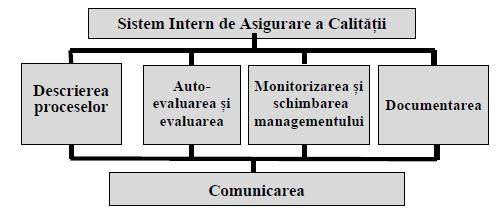 Sistem Intern de Asigurare a Calității
Descrierea
proceselor
Auto-
evaluarea și
evaluarea
Monitorizarea și
schimbarea
managementului
Documentarea
Comunicarea